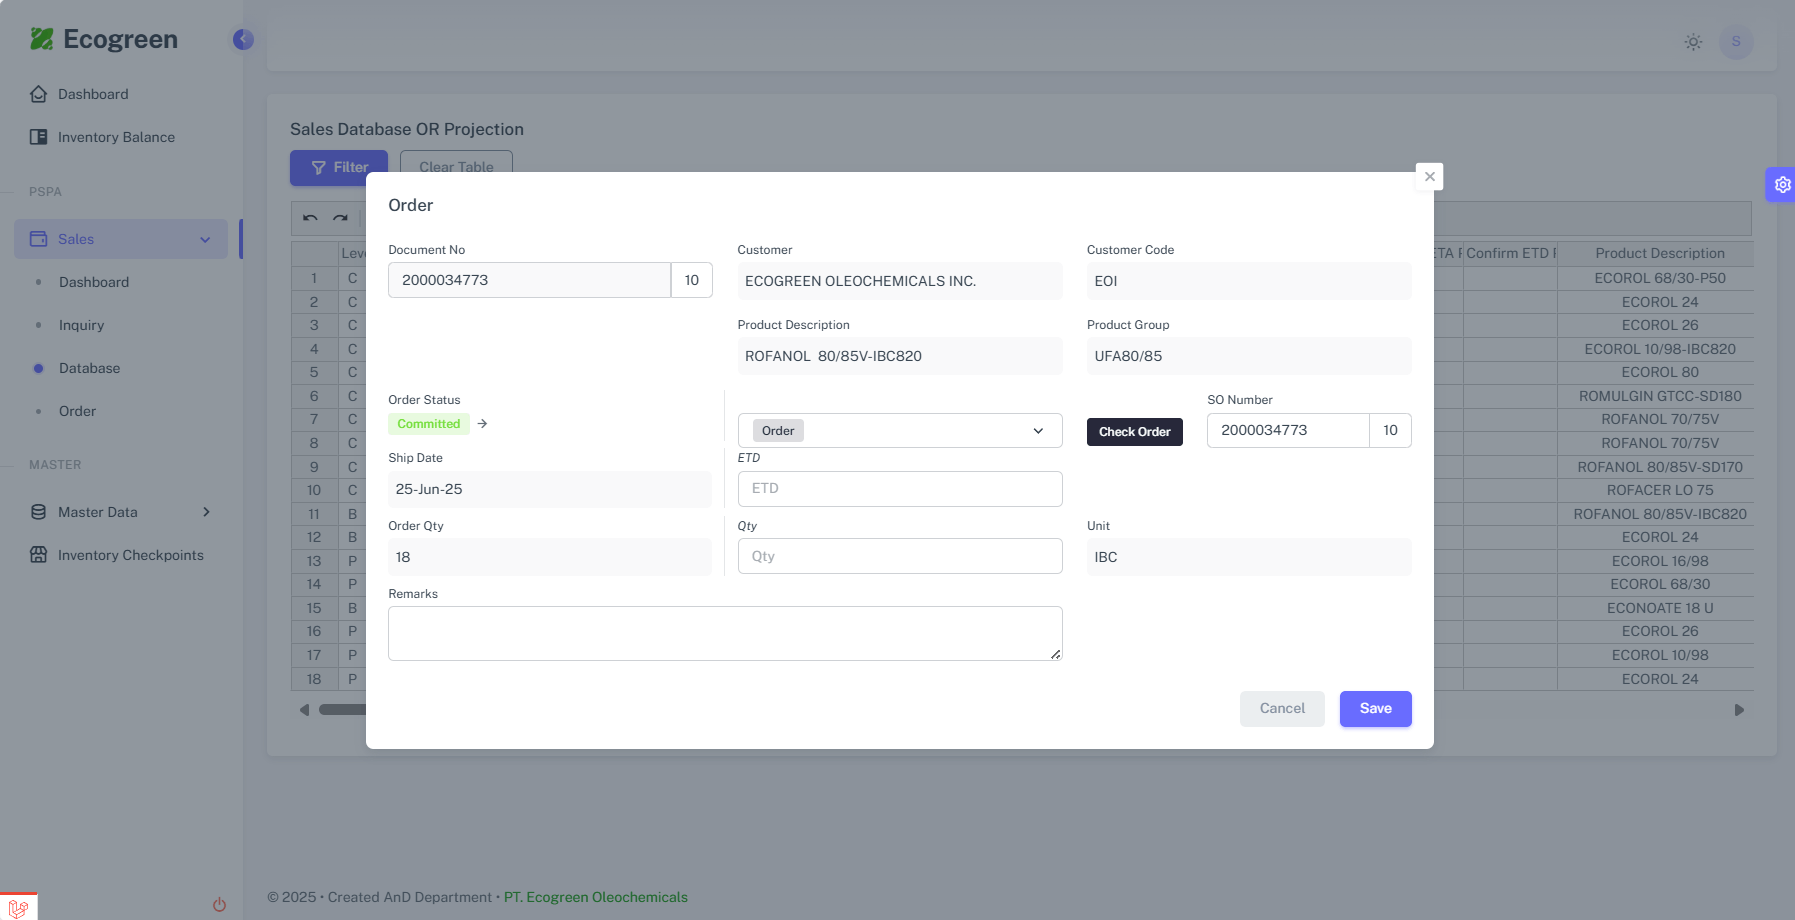 Ecogreen
Dashboard
Inventory Balance
PSPA
Sales
Dashboard
Inquiry
Database
Order
MASTER
Master Data
Inventory Checkpoints
S
Sales Database OR Projection
Filter
Clear Table
Confirm ETD
Product Description
1 C ECOROL 68/30-P50
2 C ECOROL 24
3 C ECOROL 26
4 C ECOROL 10/98-IBC820
5 C ECOROL 80
6 C ROMULGIN GTCC-SD180
7 C ROFANOL 70/75V
8 C ROFANOL 70/75V
9 C ROFANOL 80/85V-SD170
10 C ROFACER LO 75
11 B ROFANOL 80/85V-IBC820
12 B ECOROL 24
13 P ECOROL 16/98
14 P ECOROL 68/30
15 B ECONOATE 18 U
16 P ECOROL 26
17 P ECOROL 10/98
18 P ECOROL 24
Order
Document No
2000034773 10
Customer
ECOGREEN OLEOCHEMICALS INC.
Customer Code
EOI
Product Description
ROFANOL 80/85V-IBC820
Product Group
UFA80/85
Order Status
Committed →
Order
Check Order
SO Number
2000034773 10
Ship Date
25-Jun-25
ETD
ETD
Order Qty
18
Qty
Qty
Unit
IBC
Remarks
Cancel
Save
© 2025 • Created AnD Department • PT. Ecogreen Oleochemicals